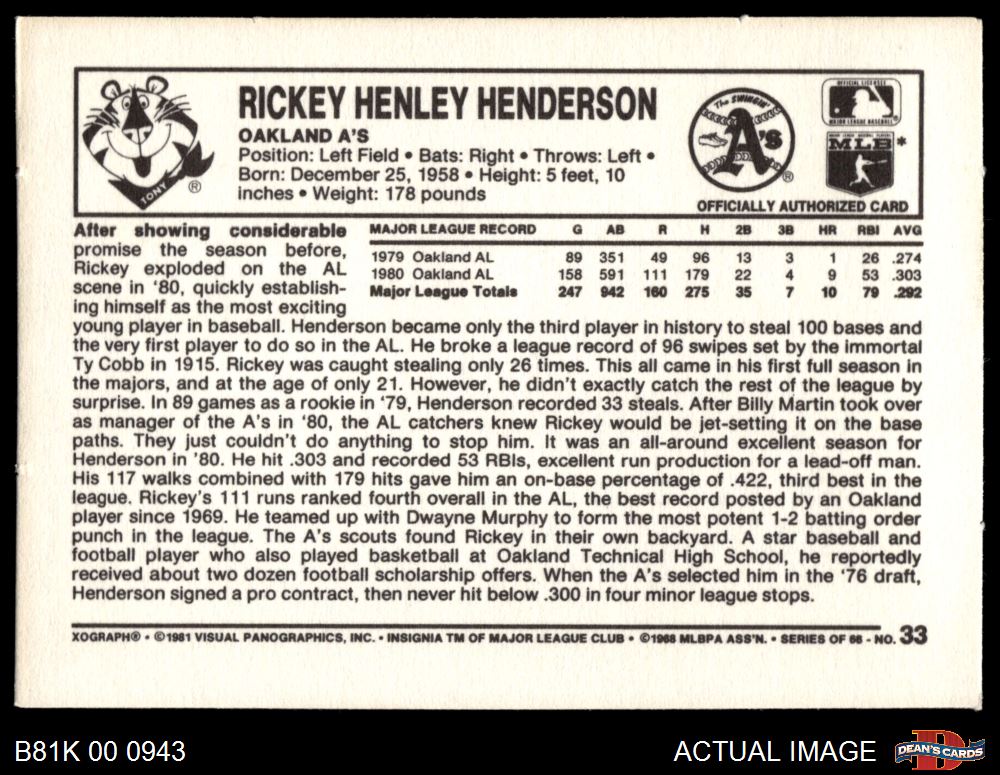 RICKEY HENLEY HENDERSON
OAKLAND A'S
Position: Left Field • Bats: Right • Throws: Left •
Born: December 25, 1958 • Height: 5 feet, 10
inches • Weight: 178 pounds
TONY
®
The SWINGIN'
A's
®
OFFICIAL LICENSEE
MAJOR LEAGUE BASEBALL
®
MAJOR LEAGUE BASEBALL PLAYERS
MLB*
OFFICIALLY AUTHORIZED CARD
MAJOR LEAGUE RECORD G AB R H 2B 3B HR RBI AVG
1979 Oakland AL 89 351 49 96 13 3 1 26 .274
1980 Oakland AL 158 591 111 179 22 4 9 53 .303
Major League Totals 247 942 160 275 35 7 10 79 .292
After showing considerable
promise the season before,
Rickey exploded on the AL
scene in '80, quickly establish-
ing himself as the most exciting
young player in baseball. Henderson became only the third player in history to steal 100 bases and
the very first player to do so in the AL. He broke a league record of 96 swipes set by the immortal
Ty Cobb in 1915. Rickey was caught stealing only 26 times. This all came in his first full season in
the majors, and at the age of only 21. However, he didn't exactly catch the rest of the league by
surprise. In 89 games as a rookie in '79, Henderson recorded 33 steals. After Billy Martin took over
as manager of the A's in '80, the AL catchers knew Rickey would be jet-setting it on the base
paths. They just couldn't do anything to stop him. It was an all-around excellent season for
Henderson in '80. He hit .303 and recorded 53 RBIs, excellent run production for a lead-off man.
His 117 walks combined with 179 hits gave him an on-base percentage of .422, third best in the
league. Rickey's 111 runs ranked fourth overall in the AL, the best record posted by an Oakland
player since 1969. He teamed up with Dwayne Murphy to form the most potent 1-2 batting order
punch in the league. The A's scouts found Rickey in their own backyard. A star baseball and
football player who also played basketball at Oakland Technical High School, he reportedly
received about two dozen football scholarship offers. When the A's selected him in the '76 draft,
Henderson signed a pro contract, then never hit below .300 in four minor league stops.
XOGRAPH® • ©1981 VISUAL PANOGRAPHICS, INC. • INSIGNIA TM OF MAJOR LEAGUE CLUB • ©1968 MLBPA ASS'N. • SERIES OF 66 - NO. 33
B81K 00 0943
ACTUAL IMAGE
DEAN'S CARDS